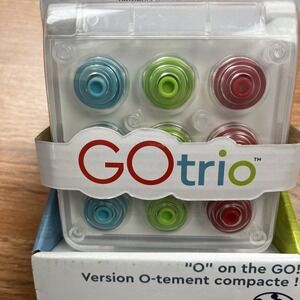 GOtrio™
"O" on the GO!
Version O-tement compacte !